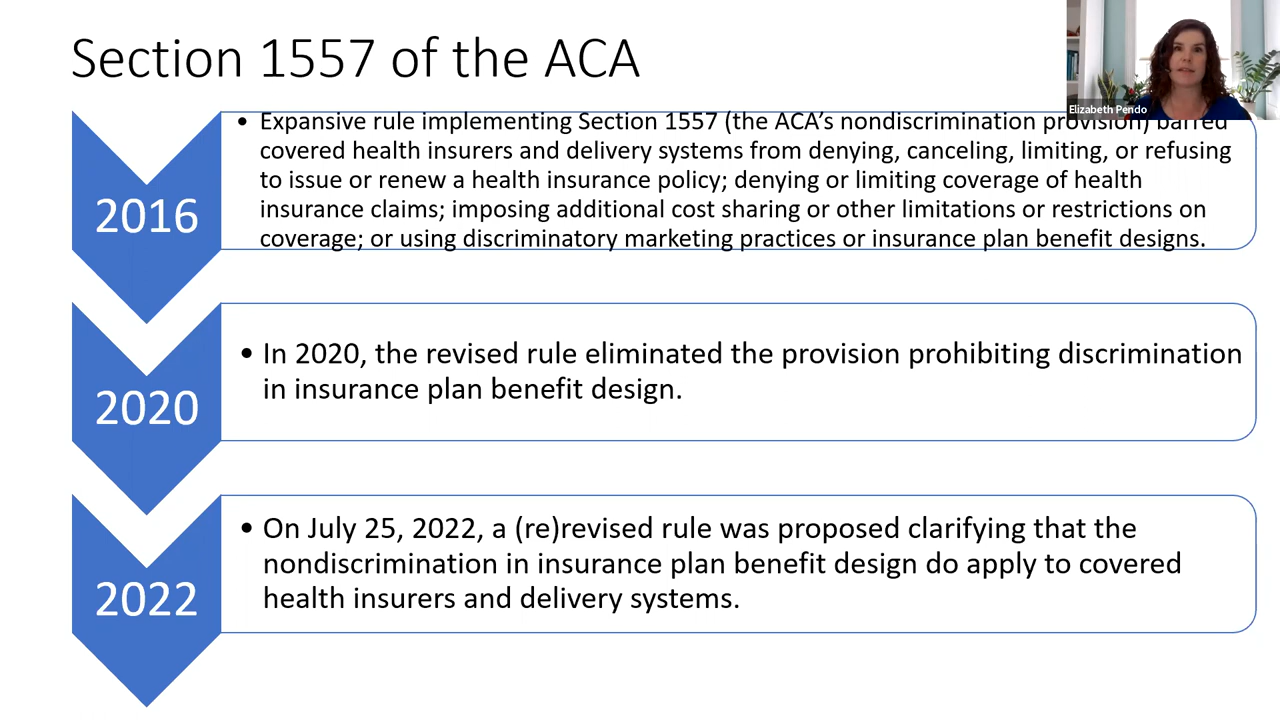 Section 1557 of the ACA
Elizabeth Pendo
2016
• Expansive rule implementing Section 1557 (the ACA’s nondiscrimination provision) barred
covered health insurers and delivery systems from denying, canceling, limiting, or refusing
to issue or renew a health insurance policy; denying or limiting coverage of health
insurance claims; imposing additional cost sharing or other limitations or restrictions on
coverage; or using discriminatory marketing practices or insurance plan benefit designs.
2020
• In 2020, the revised rule eliminated the provision prohibiting discrimination
in insurance plan benefit design.
2022
• On July 25, 2022, a (re)revised rule was proposed clarifying that the
nondiscrimination in insurance plan benefit design do apply to covered
health insurers and delivery systems.